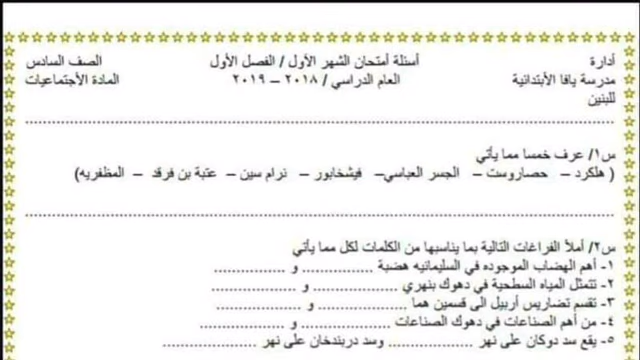 أدارة أسئلة أمتحان الشهر الأول / الفصل الأول الصف السادس
مدرسة يافا الأبتدائية العام الدراسي / ٢٠١٨ – ٢٠١٩ المادة الأجتماعيات
للبنين
س١/ عرف خمسا مما يأتي
( هلكرد – حصاروست – الجسر العباسي– فيشخابور – نرام سين – عتبة بن فرقد – المظفريه)
س٢/ أملأ الفراغات التالية بما يناسبها من الكلمات لكل مما يأتي
١- أهم الهضاب الموجوده في السليمانيه هضبة ................ و ................
٢- تتمثل المياه السطحية في دهوك بنهري ................ و ................
٣- تقسم تضاريس أربيل الى قسمين هما ................ و ................
٤- من أهم الصناعات في دهوك الصناعات ................ و ................
٥- يقع سد دوكان على نهر ................ وسد دربندخان على نهر ................